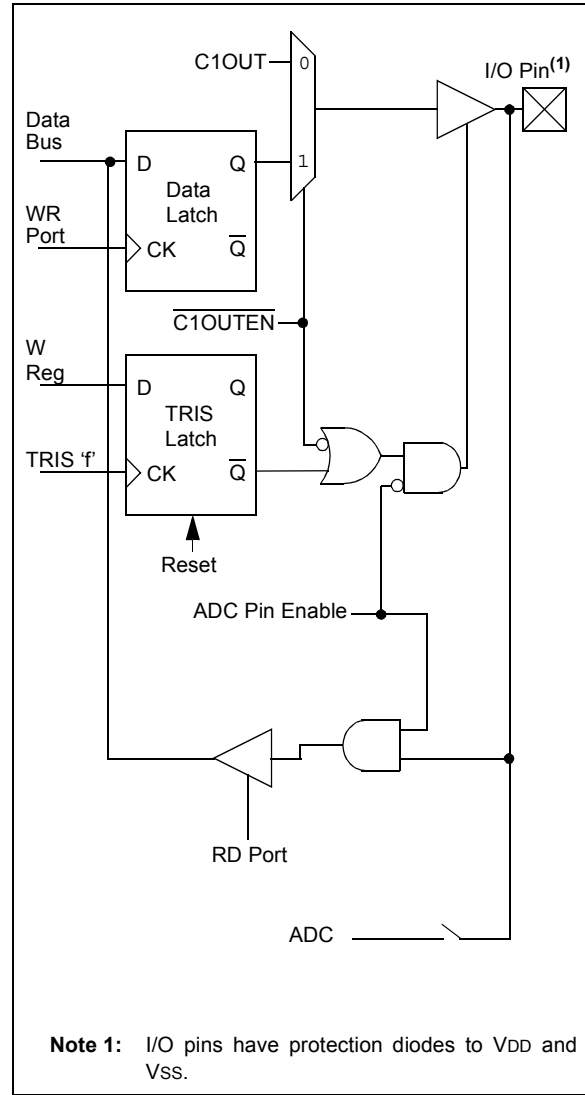 C1OUT
0
I/O Pin(1)
Data
Bus
D
Q
1
Data
Latch
WR
Port
CK
Q̅
C̅1̅O̅U̅T̅E̅N̅
W
Reg
D
Q
TRIS
Latch
TRIS ‘f’
CK
Q̅
Reset
ADC Pin Enable
RD Port
ADC
Note 1: I/O pins have protection diodes to VDD and
VSS.